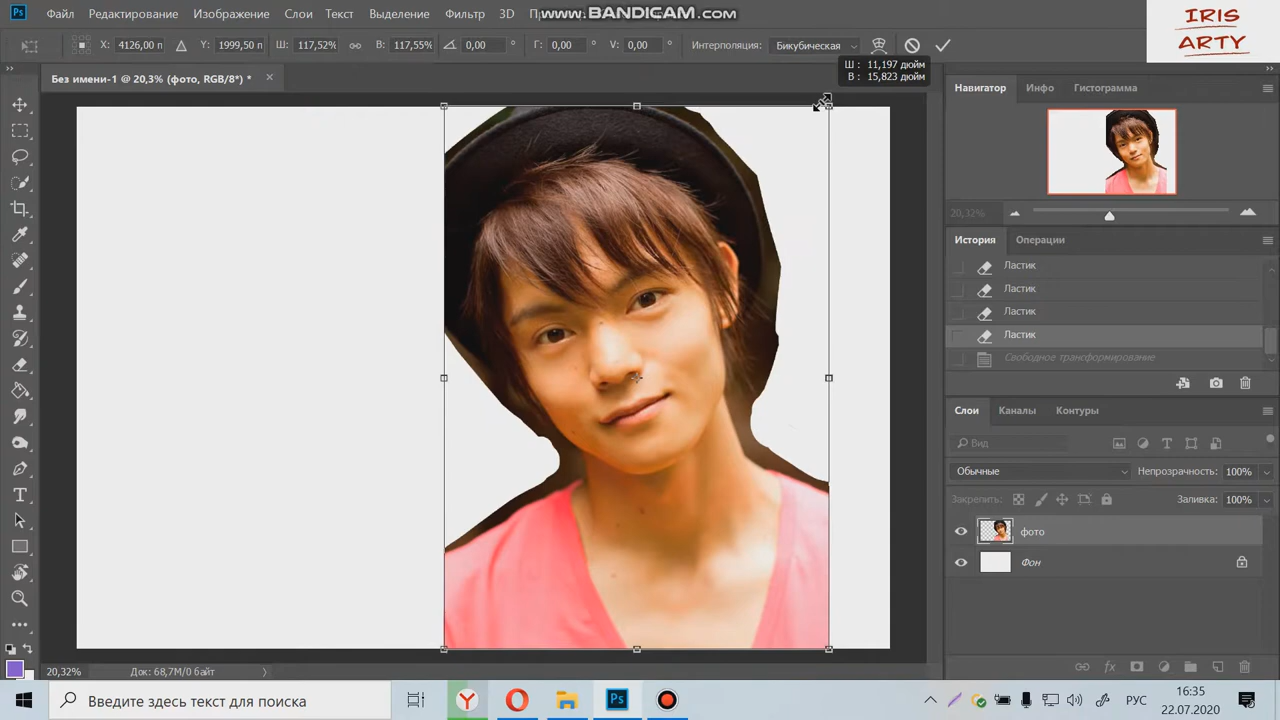 Файл Редактирование Изображение Слои Текст Выделение Фильтр 3D
www.BANDICAM.com
IRIS
ARTY
X: 4126,00 п Y: 1999,50 п Ш: 117,52% В: 117,55% 0,00 ° Г: 0,00 ° V: 0,00 ° Интерполяция: Бикубическая
Ш : 11,197 дюйм
В : 15,823 дюйм
Без имени-1 @ 20,3% (фото, RGB/8*) *
Навигатор Инфо Гистограмма
20,32%
История Операции
Ластик
Ластик
Ластик
Ластик
Свободное трансформирование
Слои Каналы Контуры
Вид
Обычные Непрозрачность: 100%
Закрепить: Заливка: 100%
фото
Фон
20,32% Док: 68,7M/0 байт
Введите здесь текст для поиска
Ps
РУС
16:35
22.07.2020